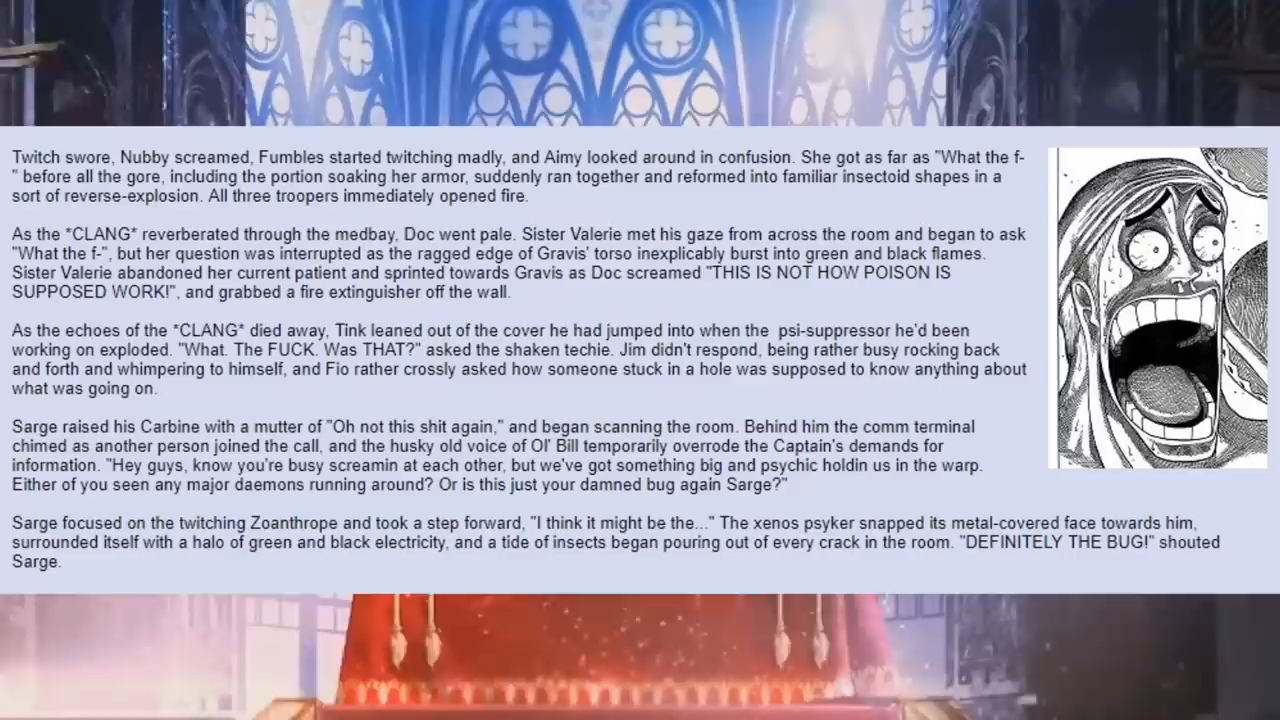 Twitch swore, Nubby screamed, Fumbles started twitching madly, and Aimy looked around in confusion. She got as far as "What the f-
" before all the gore, including the portion soaking her armor, suddenly ran together and reformed into familiar insectoid shapes in a
sort of reverse-explosion. All three troopers immediately opened fire.
As the *CLANG* reverberated through the medbay, Doc went pale. Sister Valerie met his gaze from across the room and began to ask
"What the f-", but her question was interrupted as the ragged edge of Gravis' torso inexplicably burst into green and black flames.
Sister Valerie abandoned her current patient and sprinted towards Gravis as Doc screamed "THIS IS NOT HOW POISON IS
SUPPOSED WORK!", and grabbed a fire extinguisher off the wall.
As the echoes of the *CLANG* died away, Tink leaned out of the cover he had jumped into when the psi-suppressor he'd been
working on exploded. "What. The FUCK. Was THAT?" asked the shaken techie. Jim didn't respond, being rather busy rocking back
and forth and whimpering to himself, and Fio rather crossly asked how someone stuck in a hole was supposed to know anything about
what was going on.
Sarge raised his Carbine with a mutter of "Oh not this shit again," and began scanning the room. Behind him the comm terminal
chimed as another person joined the call, and the husky old voice of Ol' Bill temporarily overrode the Captain's demands for
information. "Hey guys, know you're busy screamin at each other, but we've got something big and psychic holdin us in the warp.
Either of you seen any major daemons running around? Or is this just your damned bug again Sarge?"
Sarge focused on the twitching Zoanthrope and took a step forward, "I think it might be the..." The xenos psyker snapped its metal-covered face towards him,
surrounded itself with a halo of green and black electricity, and a tide of insects began pouring out of every crack in the room. "DEFINITELY THE BUG!" shouted
Sarge.